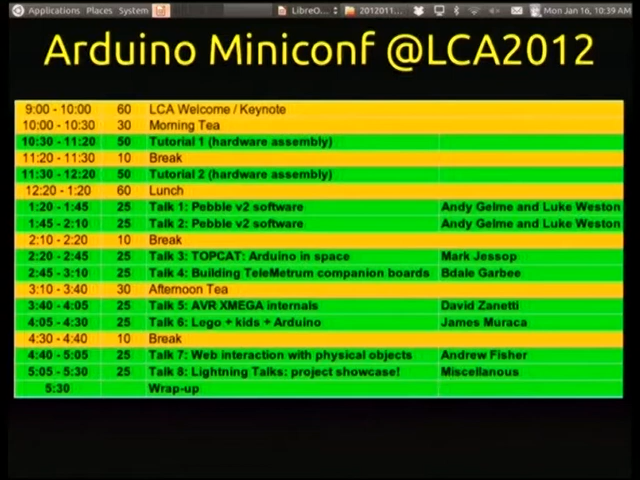 Applications Places System LibreO... 2012011... Mon Jan 16, 10:39 AM
Arduino Miniconf @LCA2012
9:00 - 10:00 60 LCA Welcome / Keynote
10:00 - 10:30 30 Morning Tea
10:30 - 11:20 50 Tutorial 1 (hardware assembly)
11:20 - 11:30 10 Break
11:30 - 12:20 50 Tutorial 2 (hardware assembly)
12:20 - 1:20 60 Lunch
1:20 - 1:45 25 Talk 1: Pebble v2 software Andy Gelme and Luke Weston
1:45 - 2:10 25 Talk 2: Pebble v2 software Andy Gelme and Luke Weston
2:10 - 2:20 10 Break
2:20 - 2:45 25 Talk 3: TOPCAT: Arduino in space Mark Jessop
2:45 - 3:10 25 Talk 4: Building TeleMetrum companion boards Bdale Garbee
3:10 - 3:40 30 Afternoon Tea
3:40 - 4:05 25 Talk 5: AVR XMEGA internals David Zanetti
4:05 - 4:30 25 Talk 6: Lego + kids + Arduino James Muraca
4:30 - 4:40 10 Break
4:40 - 5:05 25 Talk 7: Web interaction with physical objects Andrew Fisher
5:05 - 5:30 25 Talk 8: Lightning Talks: project showcase! Miscellanous
5:30 Wrap-up